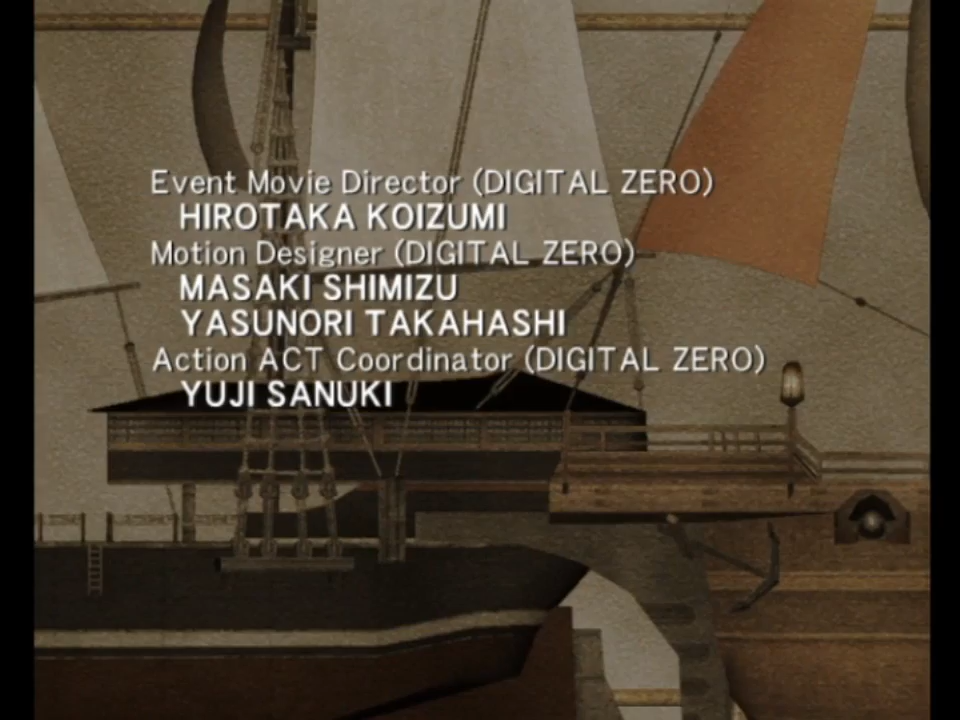 Event Movie Director (DIGITAL ZERO)
HIROTAKA KOIZUMI
Motion Designer (DIGITAL ZERO)
MASAKI SHIMIZU
YASUNORI TAKAHASHI
Action ACT Coordinator (DIGITAL ZERO)
YUJI SANUKI